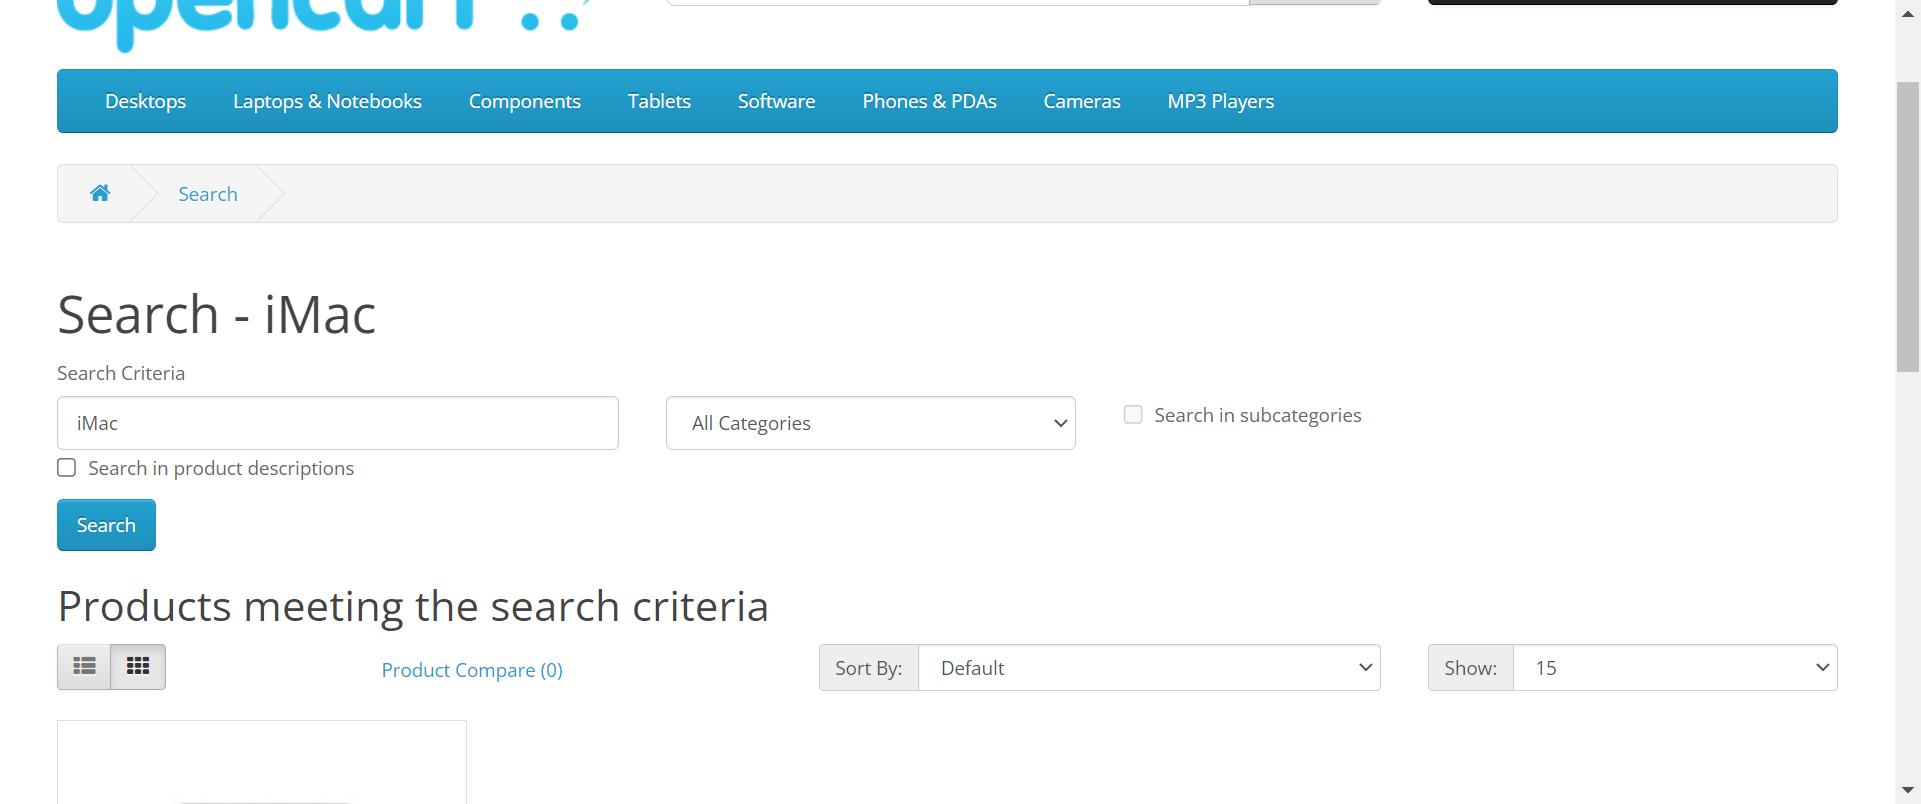 opencart
Desktops Laptops & Notebooks Components Tablets Software Phones & PDAs Cameras MP3 Players
Search
Search - iMac
Search Criteria
iMac All Categories Search in subcategories
Search in product descriptions
Search
Products meeting the search criteria
Product Compare (0) Sort By: Default Show: 15